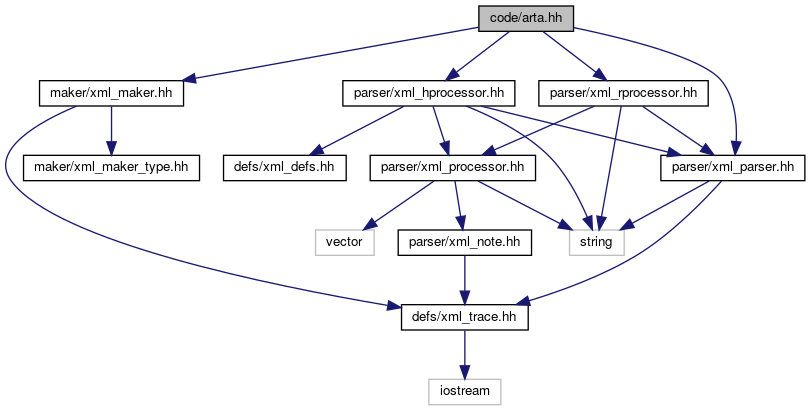 code/arta.hh
maker/xml_maker.hh
parser/xml_hprocessor.hh
parser/xml_rprocessor.hh
maker/xml_maker_type.hh
defs/xml_defs.hh
parser/xml_processor.hh
parser/xml_parser.hh
vector
parser/xml_note.hh
string
defs/xml_trace.hh
iostream